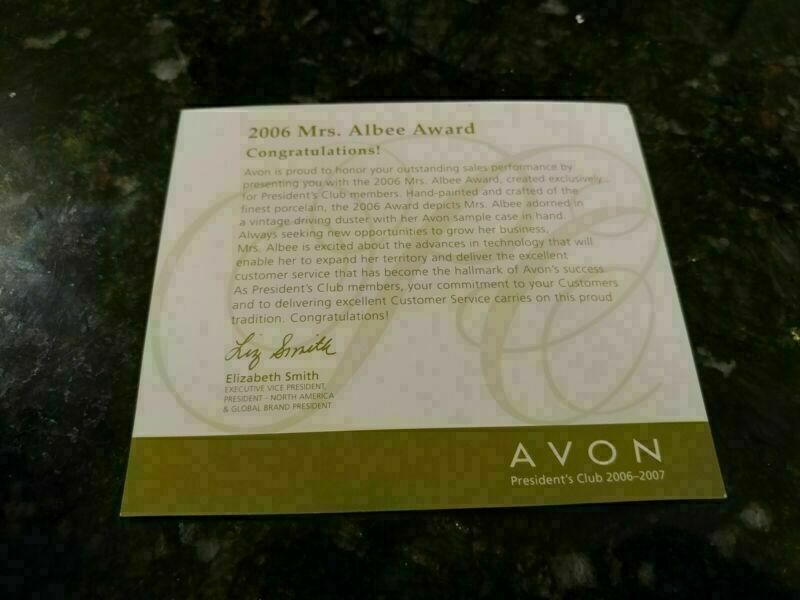 2006 Mrs. Albee Award
Congratulations!
Avon is proud to honor your outstanding sales performance by
presenting you with the 2006 Mrs. Albee Award, created exclusively
for President's Club members. Hand-painted and crafted of the
finest porcelain, the 2006 Award depicts Mrs. Albee adorned in
a vintage driving duster with her Avon sample case in hand.
Always seeking new opportunities to grow her business,
Mrs. Albee is excited about the advances in technology that will
enable her to expand her territory and deliver the excellent
customer service that has become the hallmark of Avon's success.
As President's Club members, your commitment to your Customers
and to delivering excellent Customer Service carries on this proud
tradition. Congratulations!
Liz Smith
Elizabeth Smith
EXECUTIVE VICE PRESIDENT,
PRESIDENT - NORTH AMERICA
& GLOBAL BRAND PRESIDENT
AVON
President's Club 2006–2007